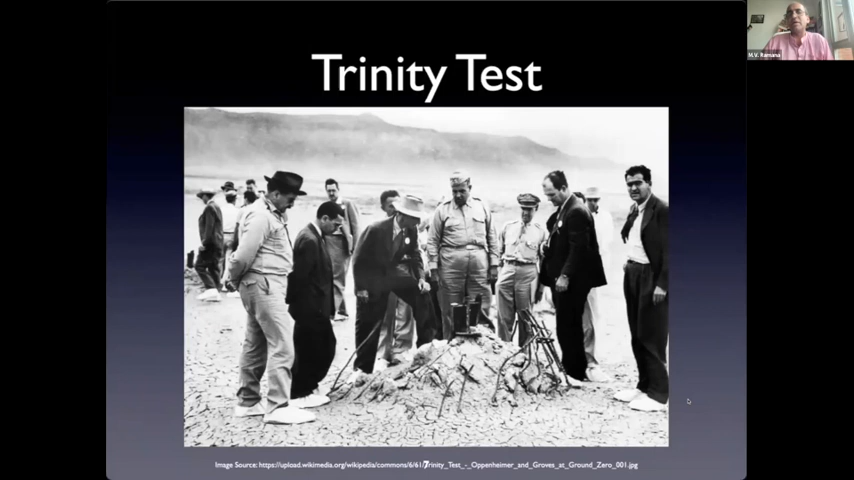 Trinity Test
M.V. Ramana
Image Source: https://upload.wikimedia.org/wikipedia/commons/6/61/Trinity_Test_-_Oppenheimer_and_Groves_at_Ground_Zero_001.jpg